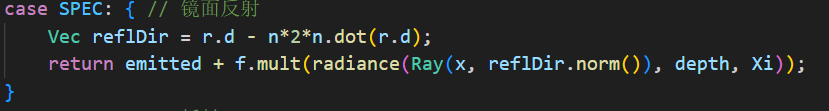 case SPEC: { // 镜面反射
    Vec reflDir = r.d - n*2*n.dot(r.d);
    return emitted + f.mult(radiance(Ray(x, reflDir.norm()), depth, Xi));
}